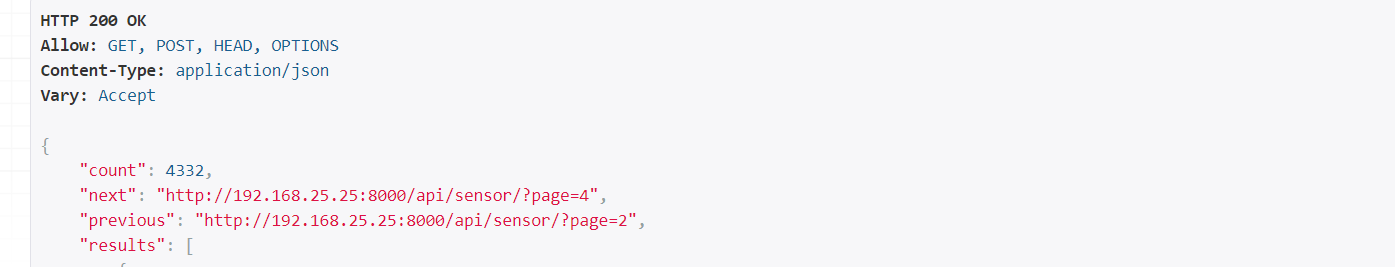 HTTP 200 OK
Allow: GET, POST, HEAD, OPTIONS
Content-Type: application/json
Vary: Accept
{
"count": 4332,
"next": "http://192.168.25.25:8000/api/sensor/?page=4",
"previous": "http://192.168.25.25:8000/api/sensor/?page=2",
"results": [
{